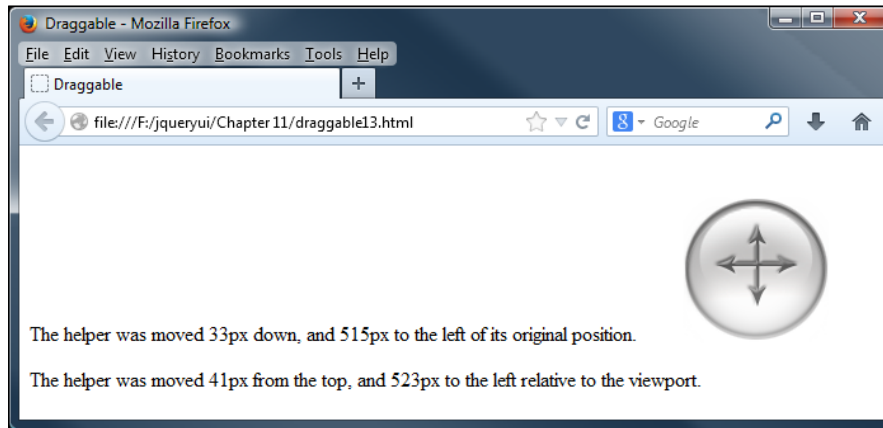 Draggable - Mozilla Firefox
File Edit View History Bookmarks Tools Help
Draggable +
file:///F:/jqueryui/Chapter 11/draggable13.html 8 Google
The helper was moved 33px down, and 515px to the left of its original position.
The helper was moved 41px from the top, and 523px to the left relative to the viewport.